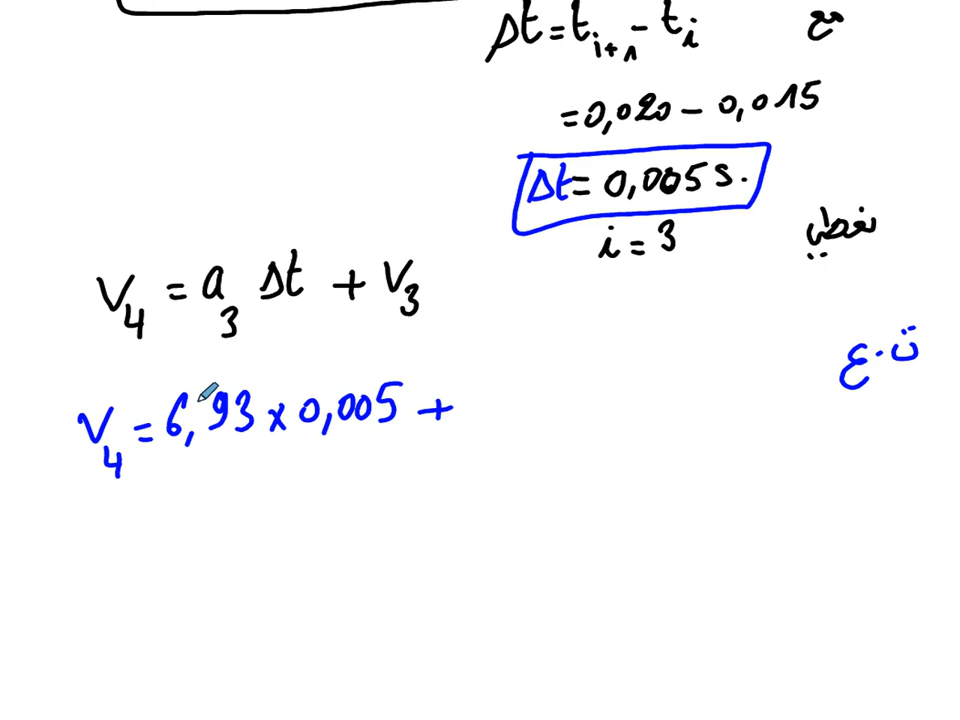 Δt = t_{i+1} - t_i مع
= 0,020 - 0,015
Δt = 0,005 s.
i = 3 نعطي
V_4 = a_3 Δt + V_3
ت.ع
V_4 = 6,93 × 0,005 +